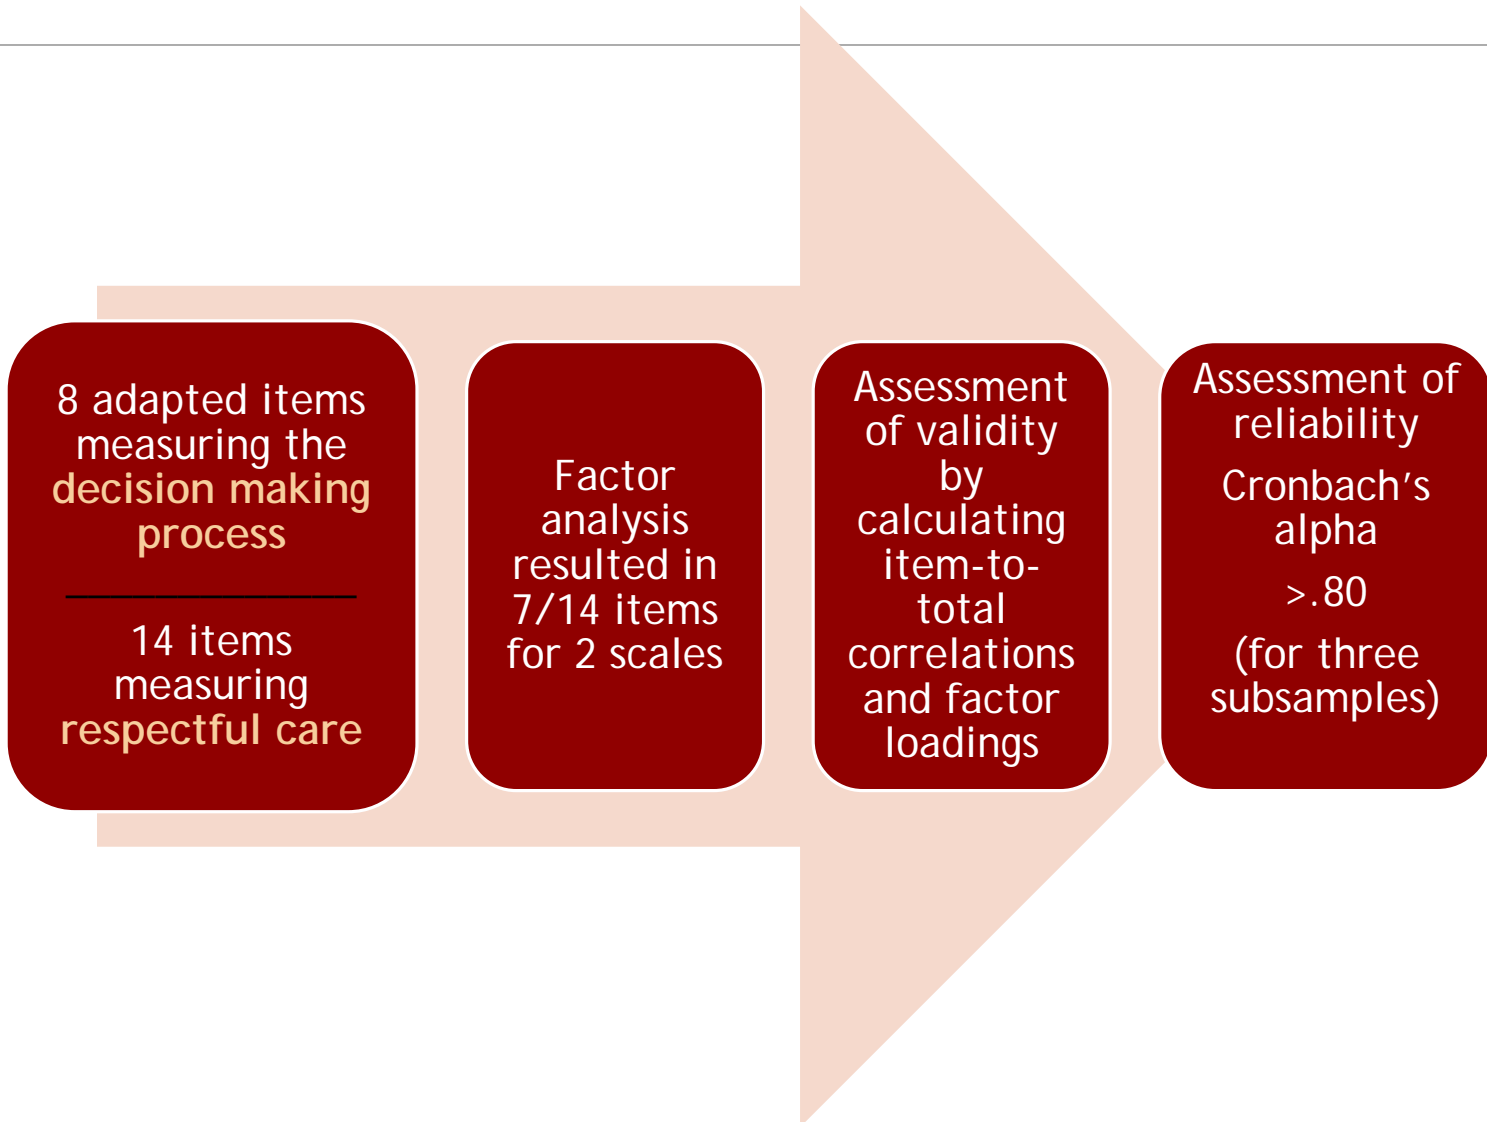 8 adapted items
measuring the
decision making
process
14 items
measuring
respectful care
Factor
analysis
resulted in
7/14 items
for 2 scales
Assessment
of validity
by
calculating
item-to-
total
correlations
and factor
loadings
Assessment of
reliability
Cronbach’s
alpha
>.80
(for three
subsamples)